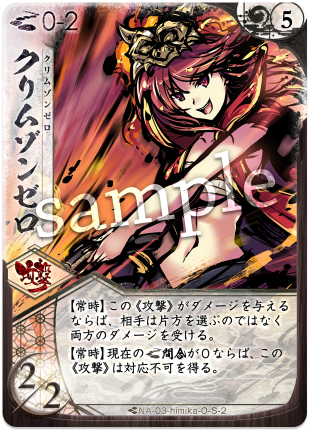 0-2
5
クリムゾンゼロ
クリムゾンゼロ
sample
攻撃
【常時】この《攻撃》がダメージを与える
ならば、相手は片方を選ぶのではなく
両方のダメージを受ける。
【常時】現在の間合が0ならば、この
《攻撃》は対応不可を得る。
2
2
NA-03-himika-O-S-2